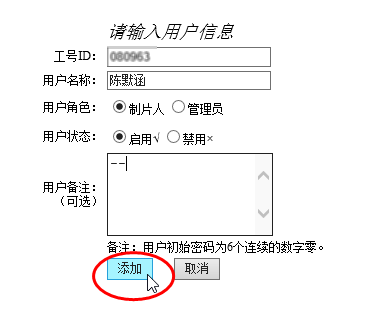 请输入用户信息
工号ID: 080963
用户名称: 陈默涵
用户角色: 制片人 管理员
用户状态: 启用√ 禁用×
用户备注:
(可选)
--
备注: 用户初始密码为6个连续的数字零。
添加 取消